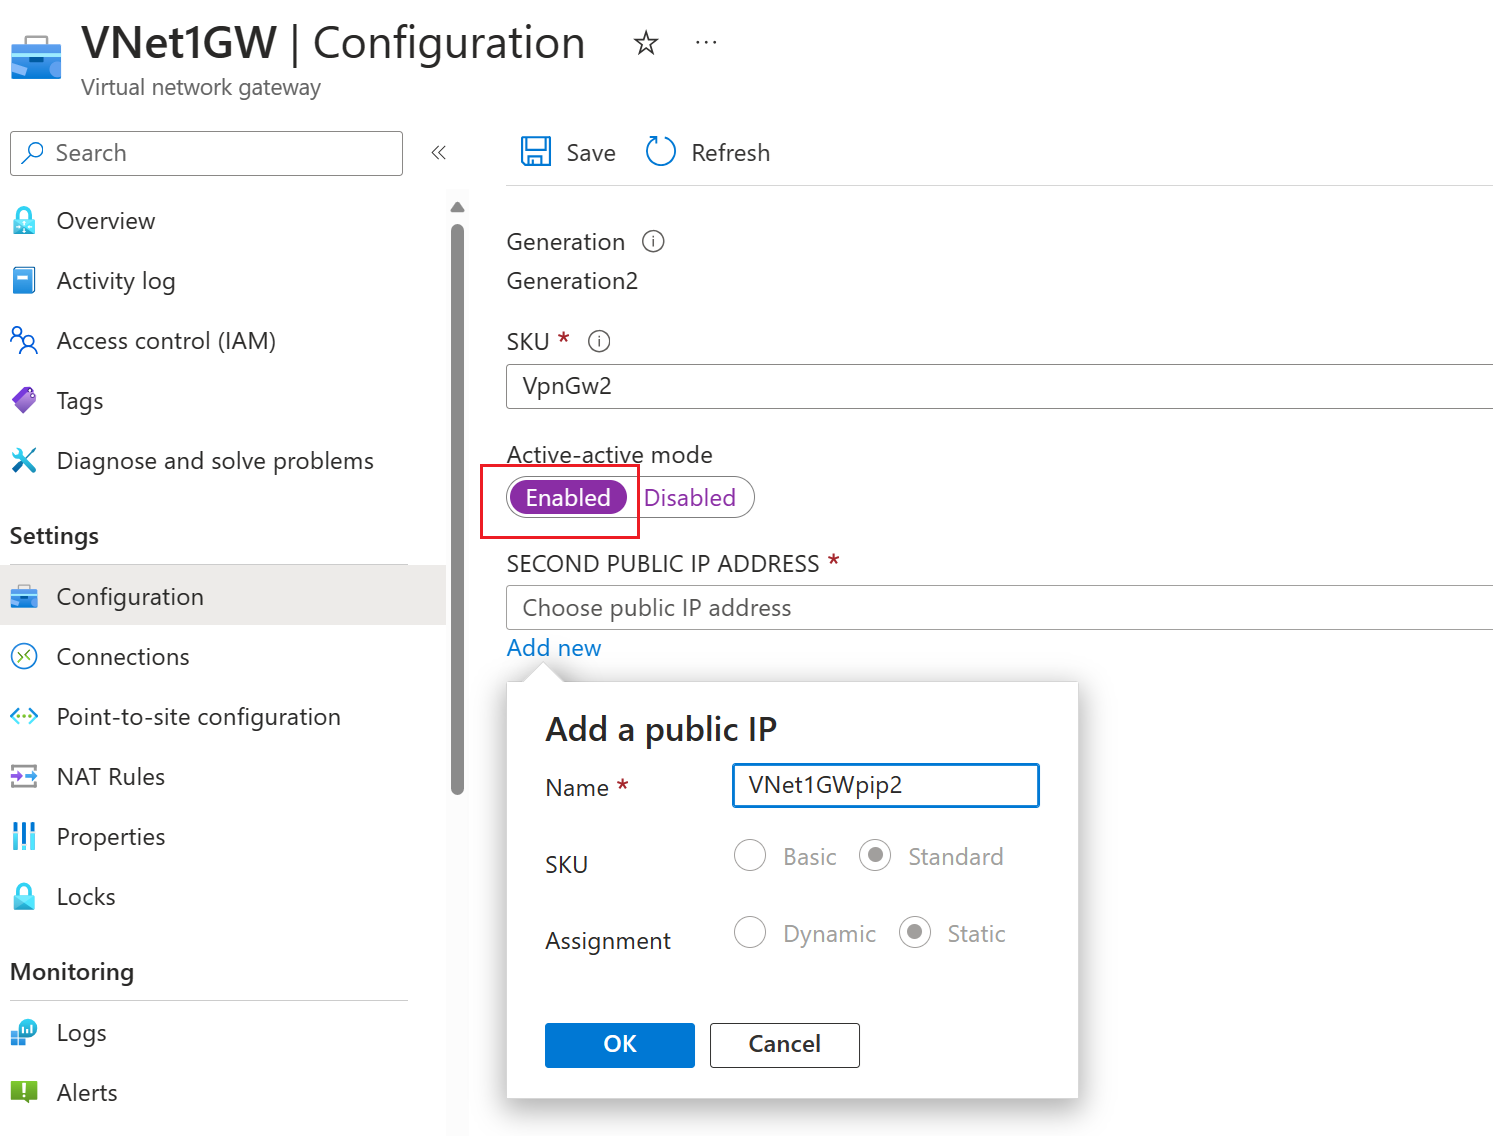 VNet1GW | Configuration
Virtual network gateway
Search
Save
Refresh
Overview
Activity log
Access control (IAM)
Tags
Diagnose and solve problems
Settings
Configuration
Connections
Point-to-site configuration
NAT Rules
Properties
Locks
Monitoring
Logs
Alerts
Generation
Generation2
SKU *
VpnGw2
Active-active mode
Enabled Disabled
SECOND PUBLIC IP ADDRESS *
Choose public IP address
Add new
Add a public IP
Name * VNet1GWpip2
SKU Basic Standard
Assignment Dynamic Static
OK Cancel